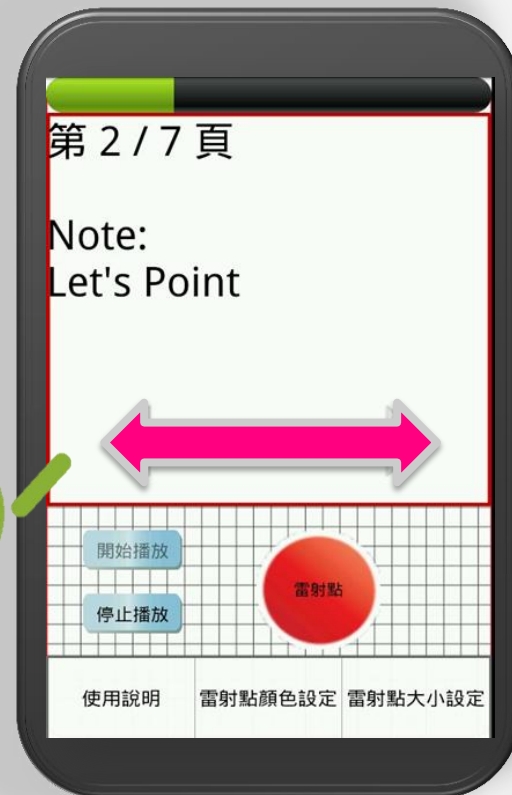 第 2 / 7 頁
Note:
Let's Point
開始播放
雷射點
停止播放
使用說明
雷射點顏色設定
雷射點大小設定